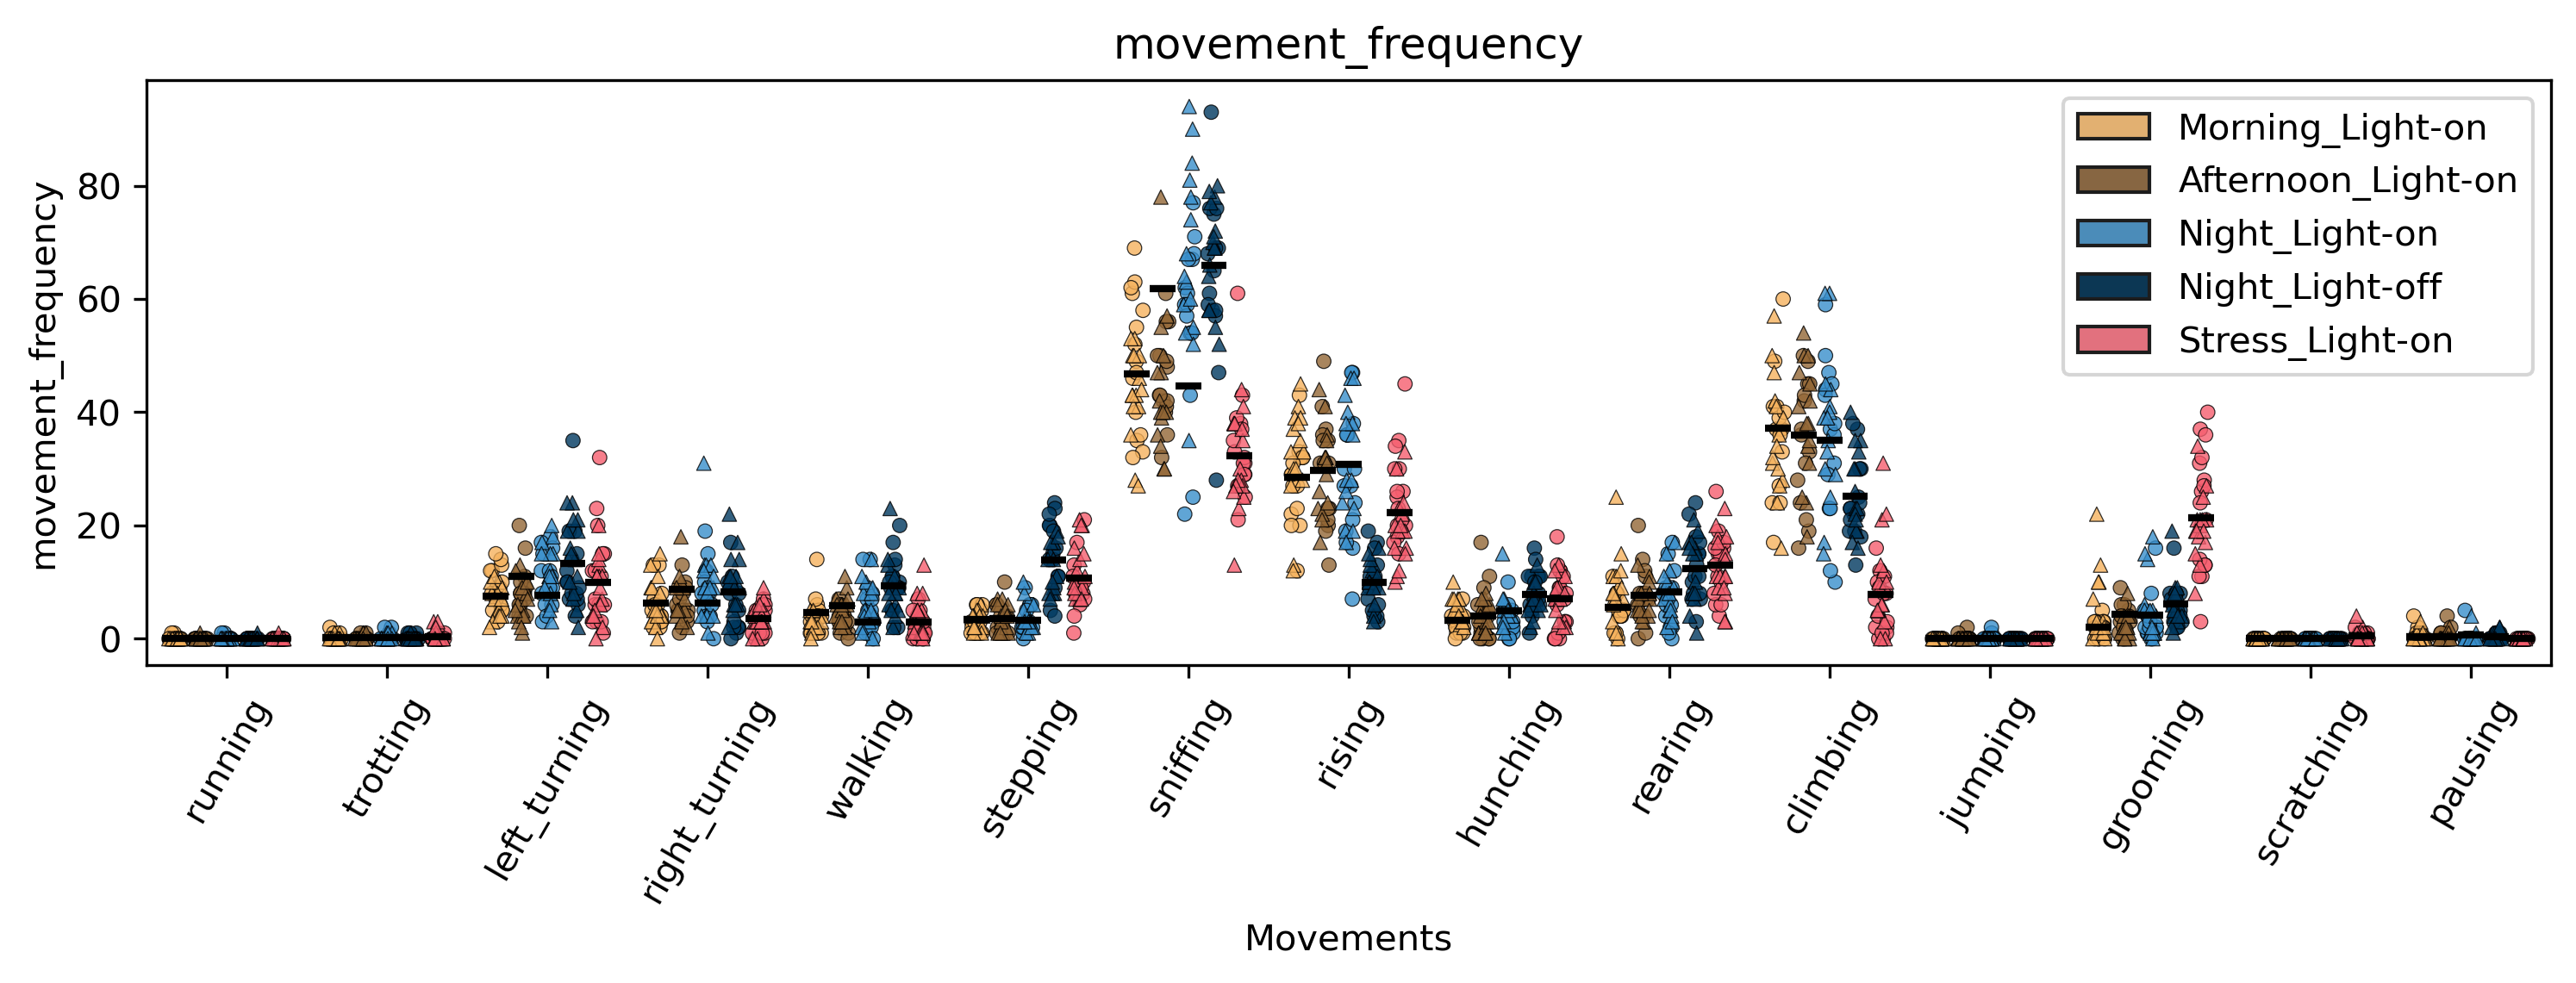 movement_frequency
movement_frequency
80
60
40
20
0
Morning_Light-on
Afternoon_Light-on
Night_Light-on
Night_Light-off
Stress_Light-on
running
trotting
left_turning
right_turning
walking
stepping
sniffing
rising
hunching
rearing
climbing
jumping
grooming
scratching
pausing
Movements